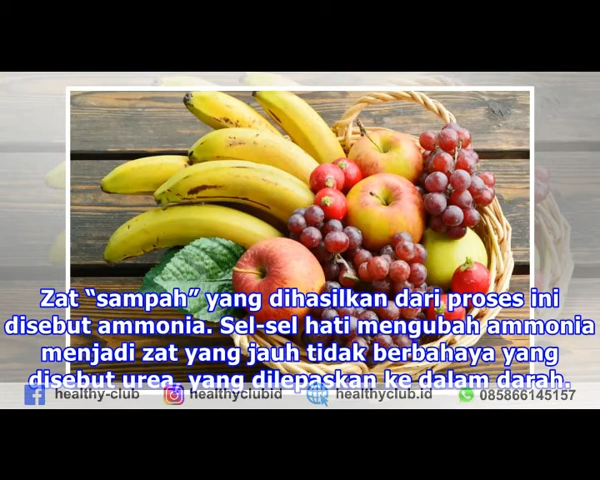 Zat “sampah” yang dihasilkan dari proses ini
disebut ammonia. Sel-sel hati mengubah ammonia
menjadi zat yang jauh tidak berbahaya yang
disebut urea, yang dilepaskan ke dalam darah.
healthy-club healthyclubid healthyclub.id 085866145157